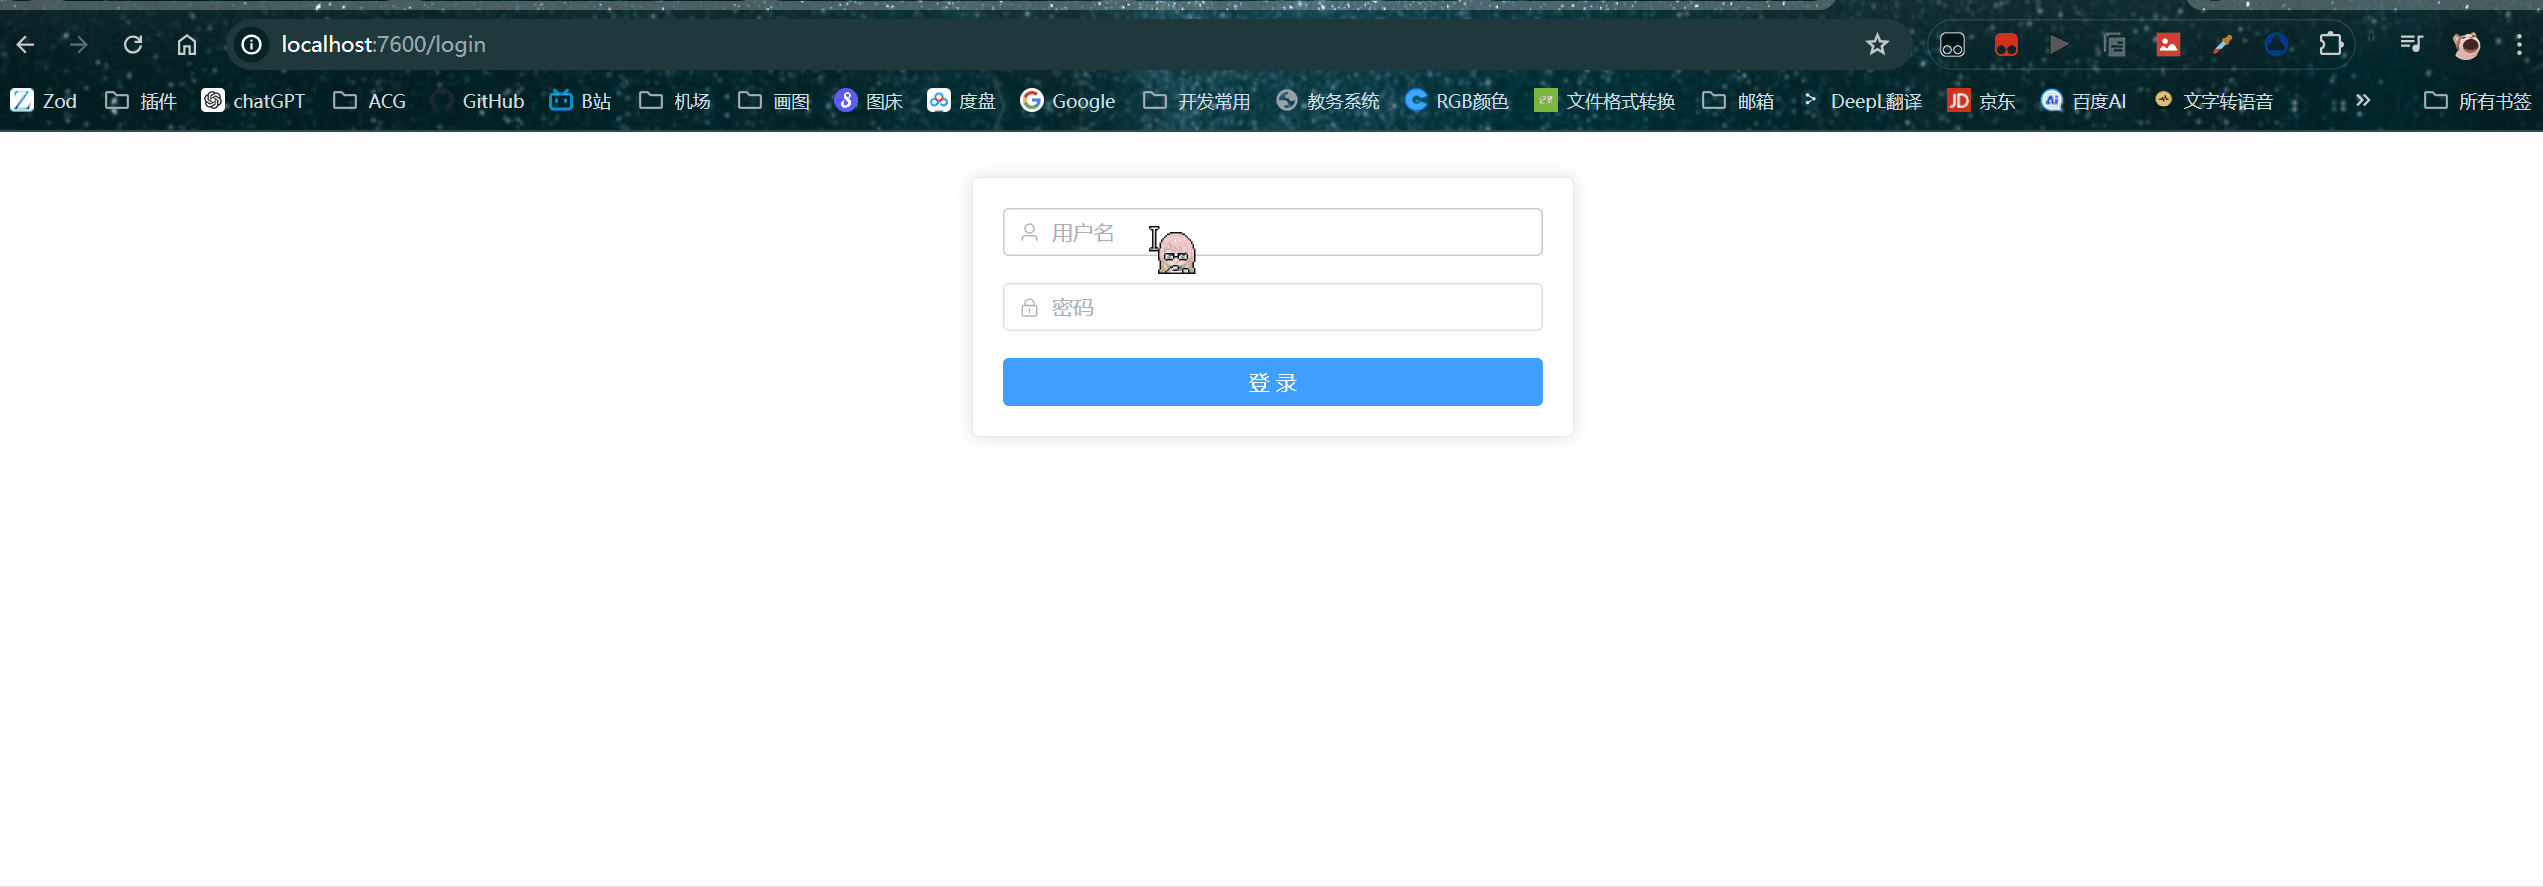 localhost:7600/login
Zod 插件 chatGPT ACG GitHub B站 机场 画图 图床 度盘 Google 开发常用 教务系统 RGB颜色 文件格式转换 邮箱 DeepL翻译 JD 京东 Ai 百度AI 文字转语音 所有书签
用户名
密码
登 录